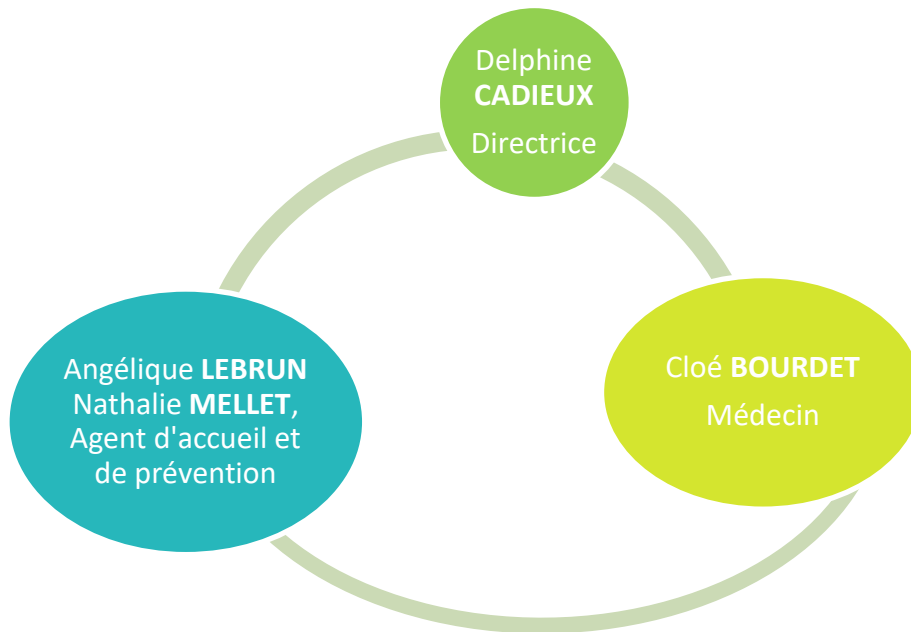 Delphine
CADIEUX
Directrice
Angélique LEBRUN
Nathalie MELLET,
Agent d'accueil et
de prévention
Cloé BOURDET
Médecin